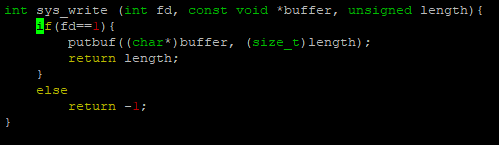 int sys_write (int fd, const void *buffer, unsigned length){
    if(fd==1){
        putbuf((char*)buffer, (size_t)length);
        return length;
    }
    else
        return -1;
}